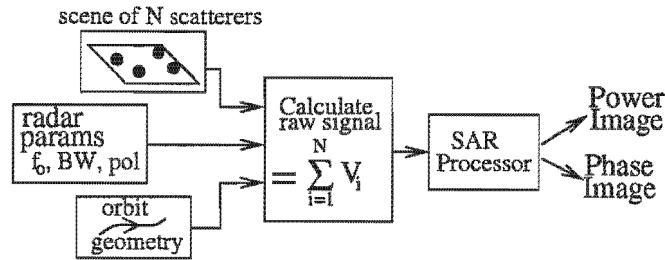 scene of N scatterers
radar
params
f₀, BW, pol
orbit
geometry
Calculate
raw signal
= N ∑ i=1 Vᵢ
SAR
Processor
Power
Image
Phase
Image